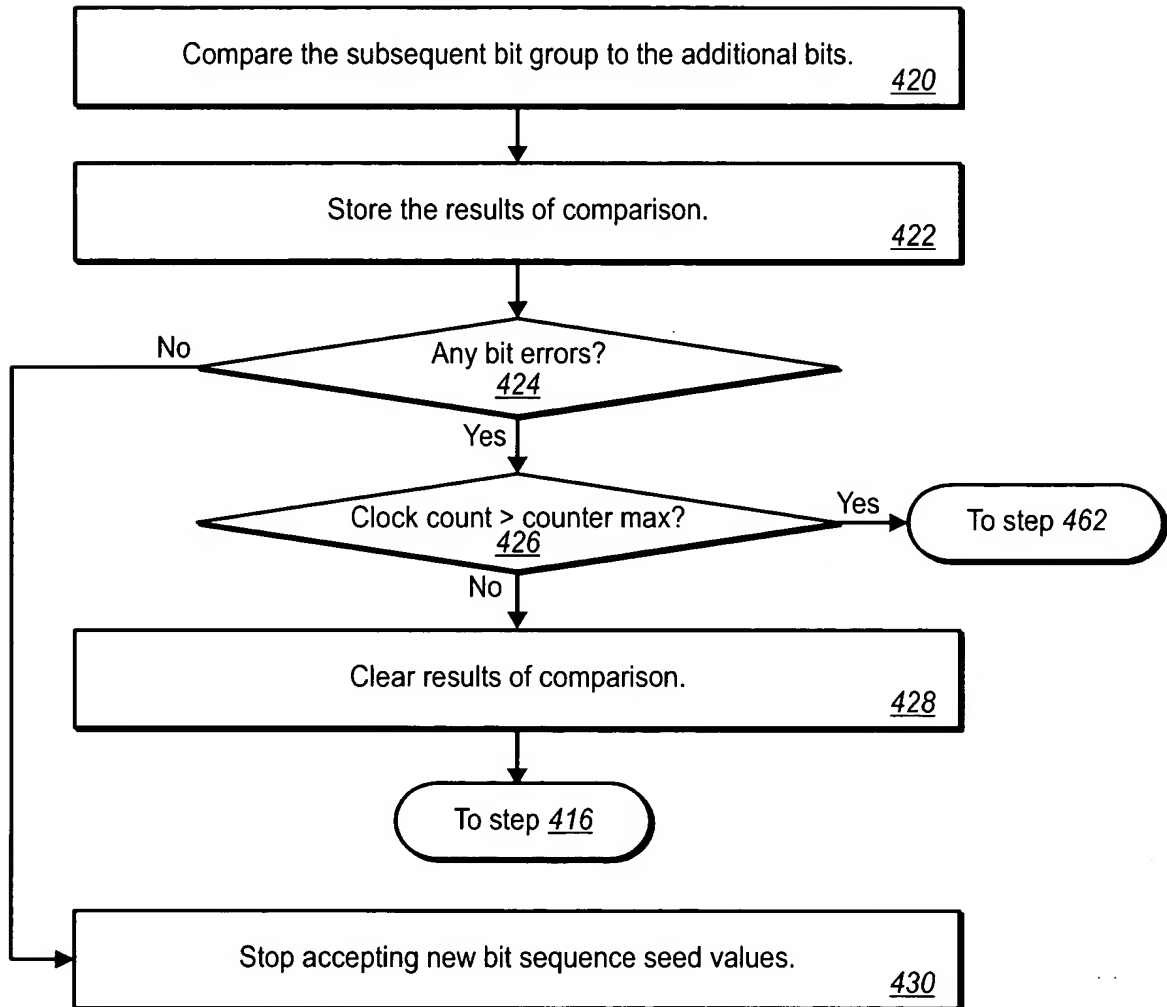 Compare the subsequent bit group to the additional bits.
420
Store the results of comparison.
422
No
Any bit errors?
424
Yes
Clock count > counter max?
426
Yes
To step 462
No
Clear results of comparison.
428
To step 416
Stop accepting new bit sequence seed values.
430